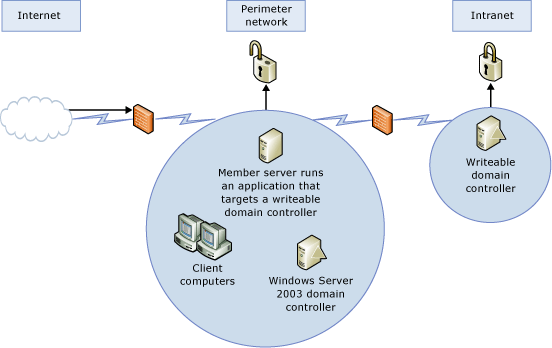 Internet
Perimeter
network
Intranet
Member server runs
an application that
targets a writeable
domain controller
Writeable
domain
controller
Client
computers
Windows Server
2003 domain
controller